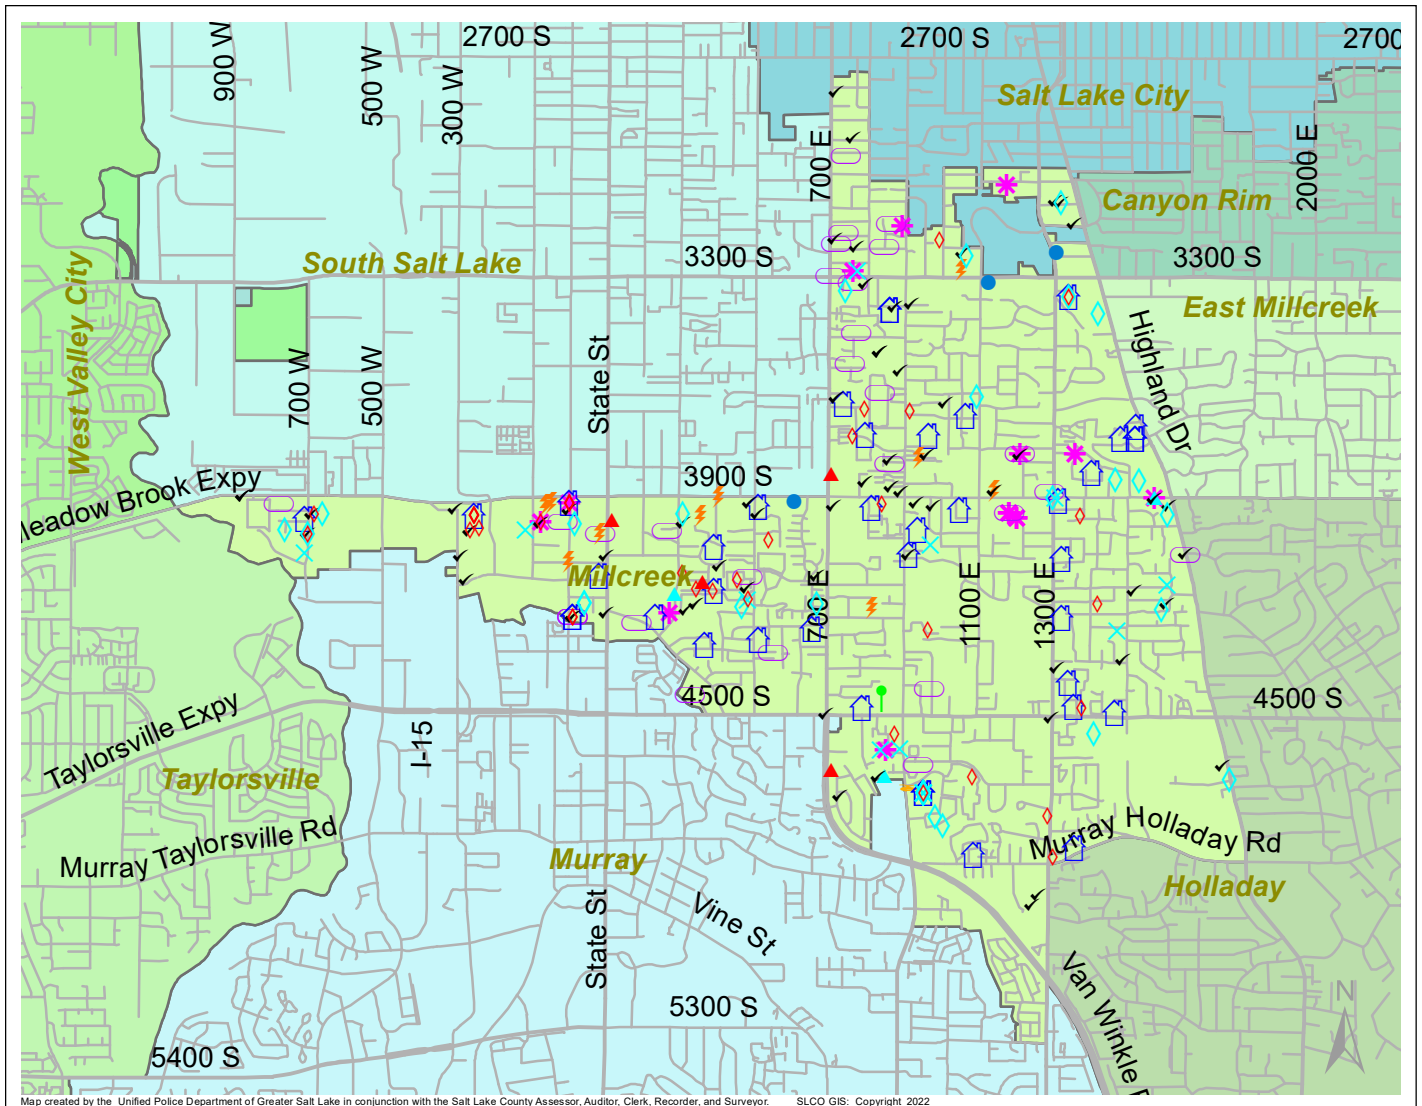 2700 S
2700 S
2700
900 W
500 W
300 W
Salt Lake City
700 E
2000 E
Canyon Rim
South Salt Lake
3300 S
3300 S
West Valley City
East Millcreek
Highland Dr
700 W
500 W
State St
3900 S
Meadow Brook Expy
Millcreek
700 E
1100 E
1300 E
4500 S
4500 S
Taylorsville Expy
I-15
Taylorsville
Murray Taylorsville Rd
Murray
Murray Holladay Rd
Holladay
State St
Vine St
Van Winkle
5300 S
5400 S
N
Map created by the Unified Police Department of Greater Salt Lake in conjunction with the Salt Lake County Assessor, Auditor, Clerk, Recorder, and Surveyor. SLCO GIS: Copyright 2022